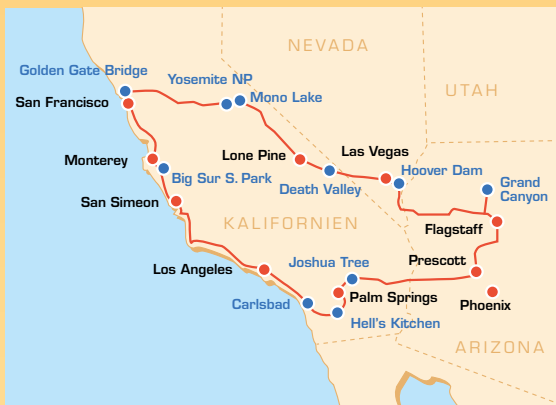 NEVADA
Golden Gate Bridge
Yosemite NP
UTAH
San Francisco
Mono Lake
Las Vegas
Monterey
Lone Pine
Hoover Dam
Big Sur S. Park
Death Valley
Grand
Canyon
San Simeon
KALIFORNIEN
Flagstaff
Joshua Tree
Prescott
Los Angeles
Palm Springs
Carlsbad
Phoenix
Hell's Kitchen
ARIZONA